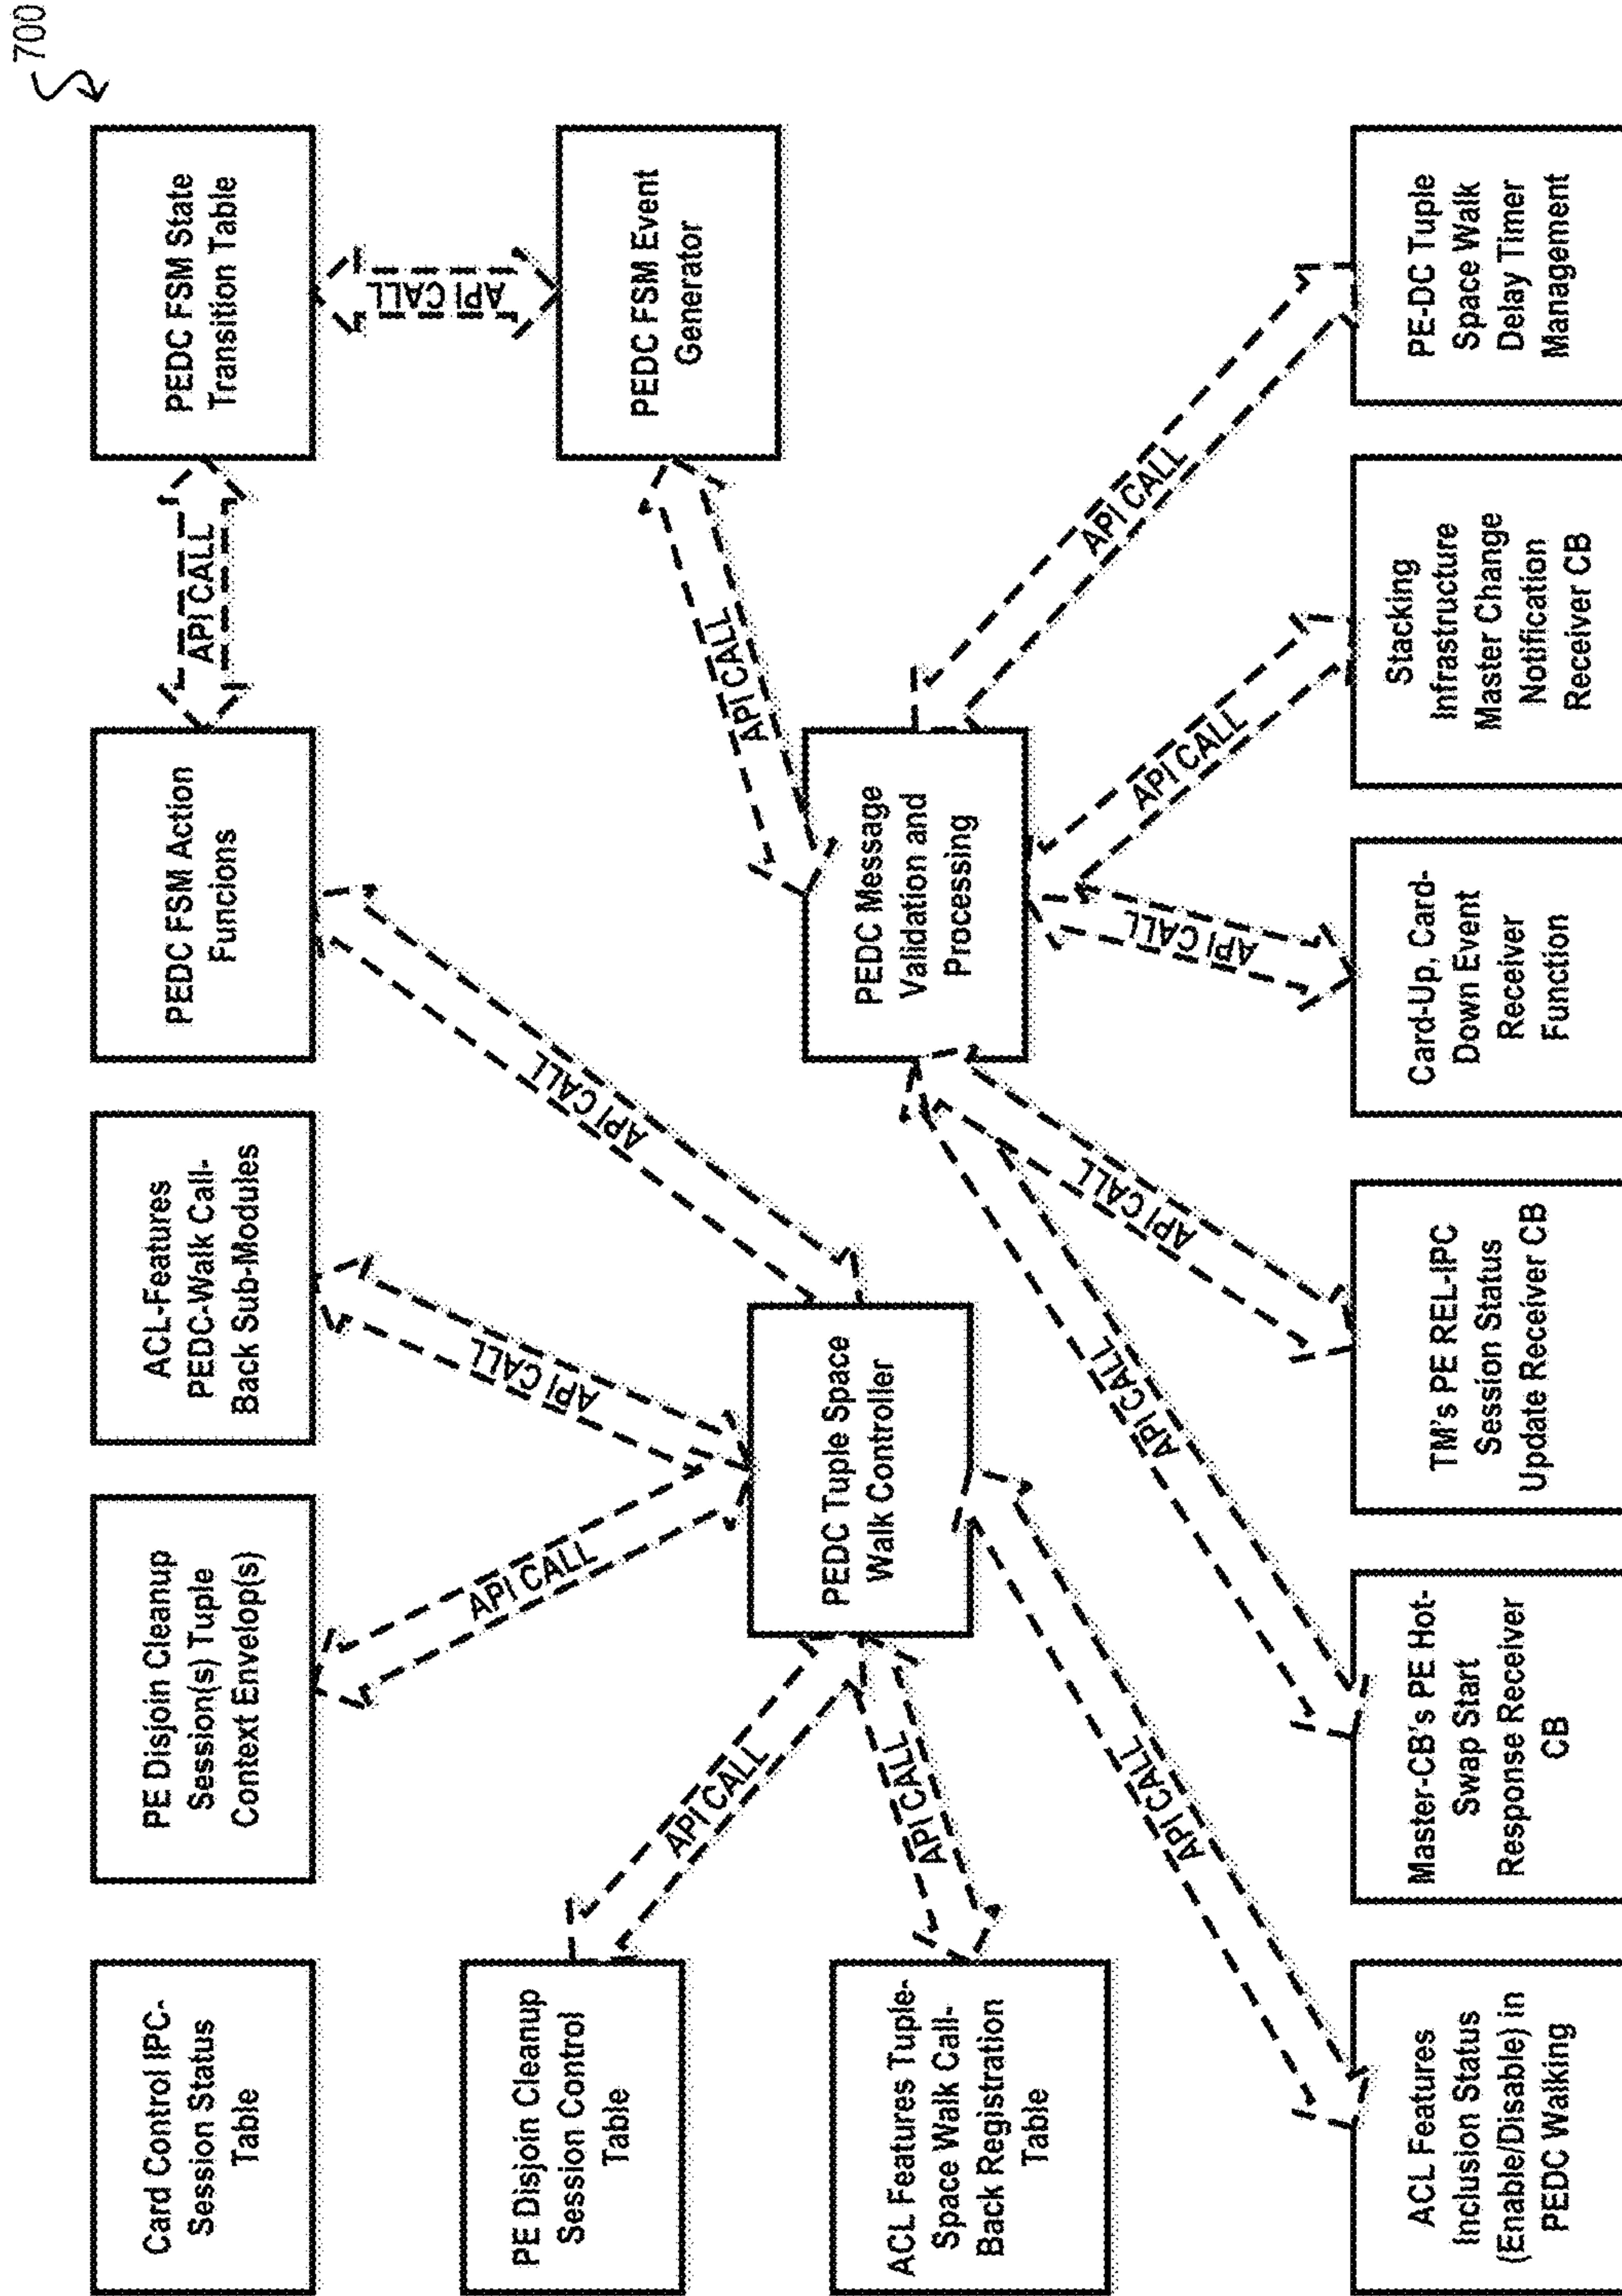 700
Card Control IPC-
Session Status
Table
PE Disjoin Cleanup
Session(s) Tuple
Context Envelop(s)
ACL-Features
PEDC-Walk Call-
Back Sub-Modules
PEDC FSM Action
Funcions
API CALL
PEDC FSM State
Transition Table
API CALL
API CALL
API CALL
API CALL
PE Disjoin Cleanup
Session Control
Table
API CALL
PEDC FSM Event
Generator
API CALL
PEDC Tuple Space
Walk Controller
PEDC Message
Validation and
Processing
ACL Features Tuple-
Space Walk Call-
Back Registration
Table
API CALL
API CALL
API CALL
API CALL
API CALL
API CALL
API CALL
ACL Features
Inclusion Status
(Enable/Disable) in
PEDC Walking
Master-CB's PE Hot-
Swap Start
Response Receiver
CB
TM's PE REL-IPC
Session Status
Update Receiver CB
Card-Up, Card-
Down Event
Receiver
Function
Stacking
Infrastructure
Master Change
Notification
Receiver CB
PE-DC Tuple
Space Walk
Delay Timer
Management